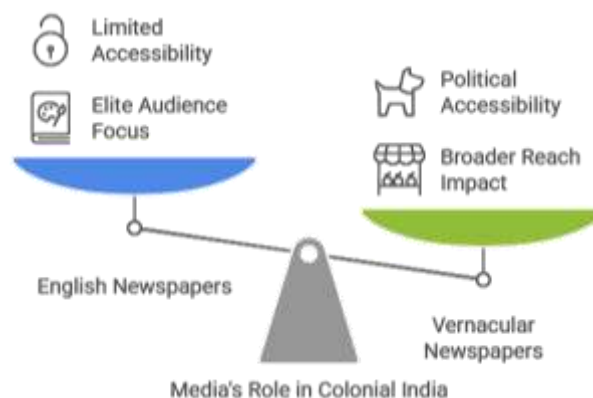 Limited
Accessibility
Elite Audience
Focus
Political
Accessibility
Broader Reach
Impact
English Newspapers
Vernacular
Newspapers
Media's Role in Colonial India